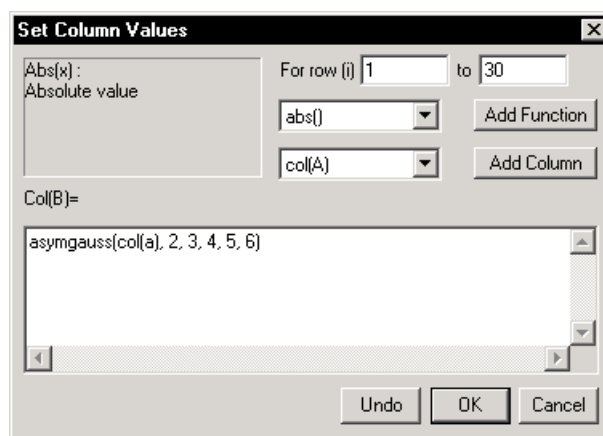 Set Column Values
Abs(x) :
Absolute value
For row (i) 1 to 30
abs() Add Function
col(A) Add Column
Col(B)=
asymgauss(col(a), 2, 3, 4, 5, 6)
Undo OK Cancel